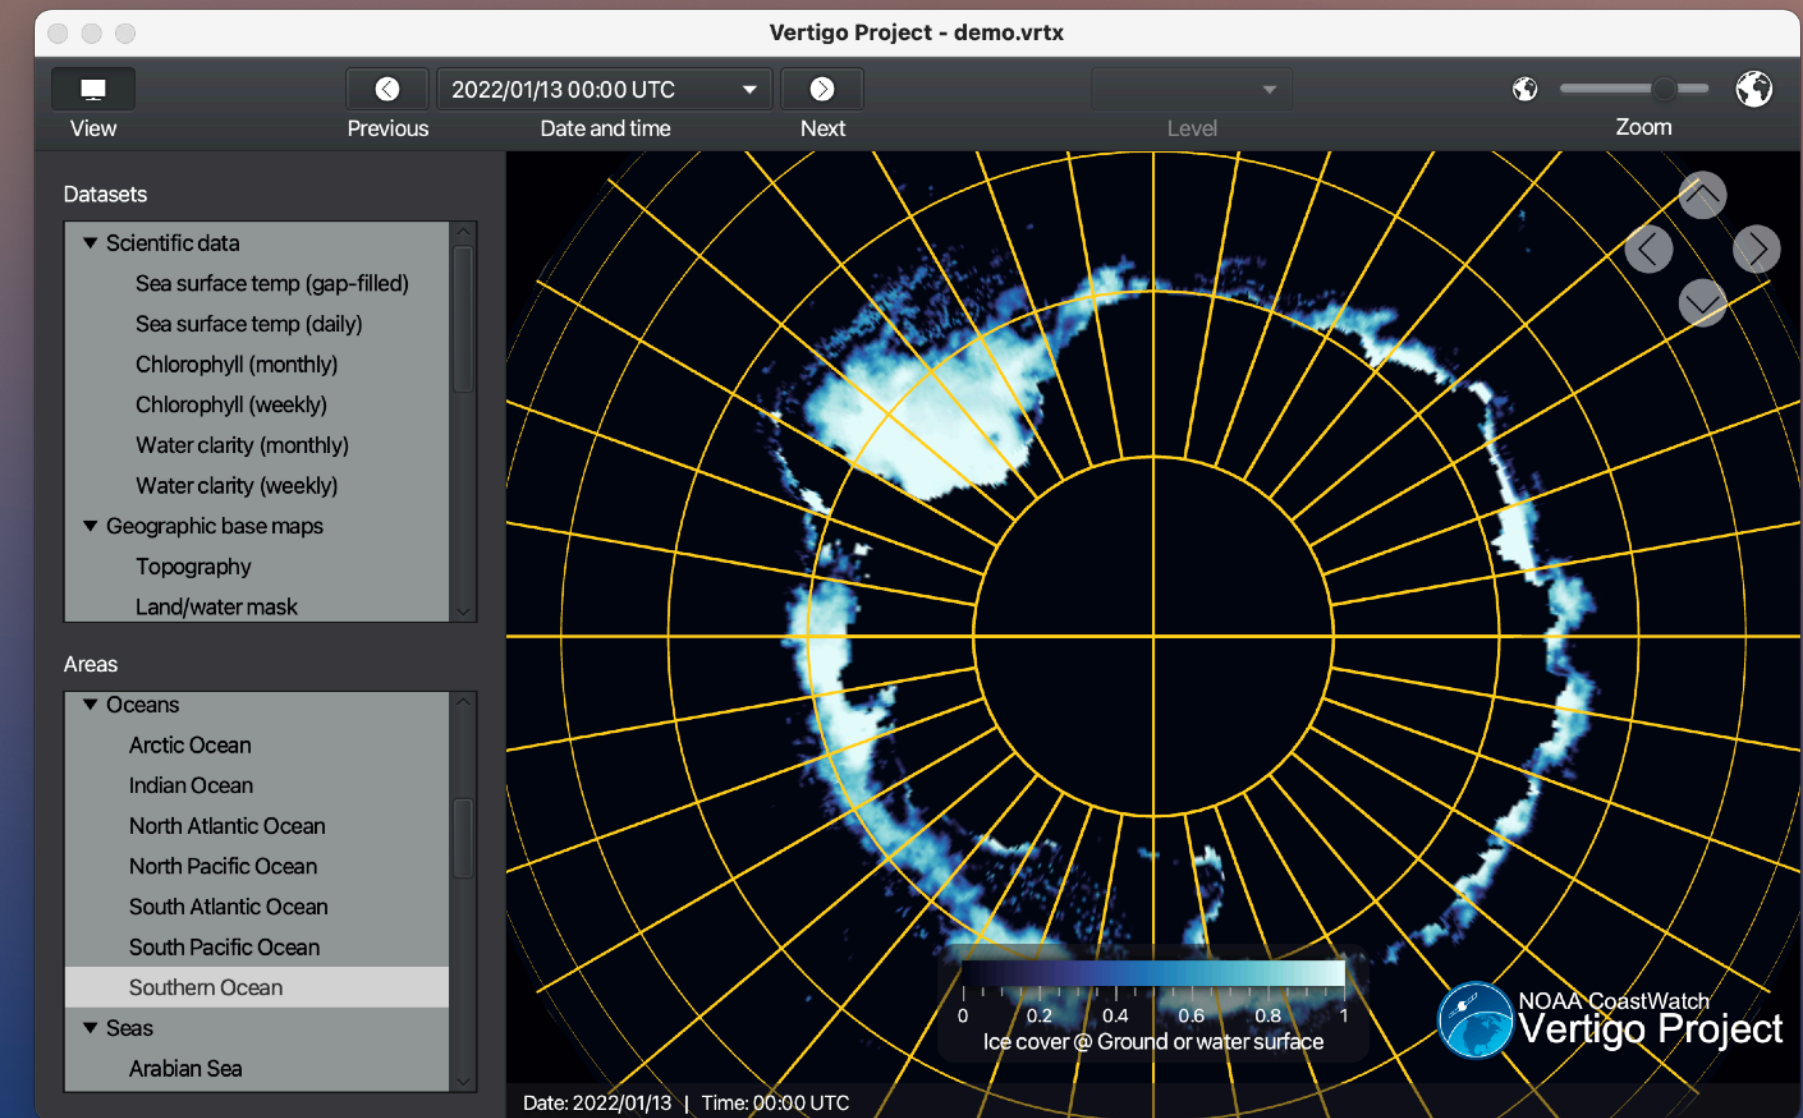 Vertigo Project - demo.vrtx
2022/01/13 00:00 UTC
View
Previous
Date and time
Next
Level
Zoom
Datasets
Scientific data
Sea surface temp (gap-filled)
Sea surface temp (daily)
Chlorophyll (monthly)
Chlorophyll (weekly)
Water clarity (monthly)
Water clarity (weekly)
Geographic base maps
Topography
Land/water mask
Areas
Oceans
Arctic Ocean
Indian Ocean
North Atlantic Ocean
North Pacific Ocean
South Atlantic Ocean
South Pacific Ocean
Southern Ocean
Seas
Arabian Sea
0 0.2 0.4 0.6 0.8 1
Ice cover @ Ground or water surface
NOAA CoastWatch
Vertigo Project
Date: 2022/01/13 | Time: 00:00 UTC